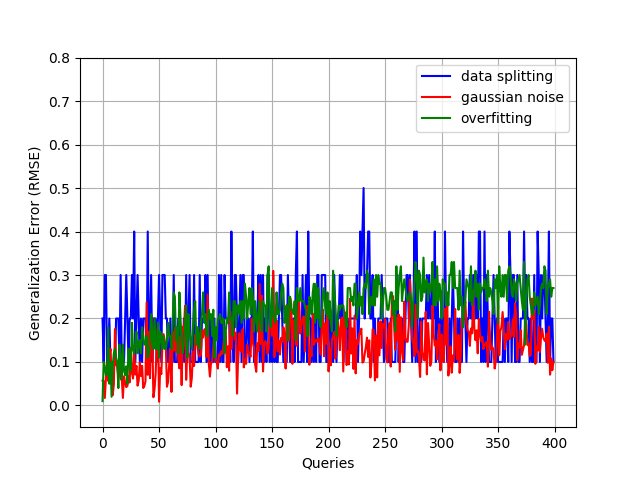 data splitting
gaussian noise
overfitting
Generalization Error (RMSE)
0.8
0.7
0.6
0.5
0.4
0.3
0.2
0.1
0.0
0 50 100 150 200 250 300 350 400
Queries